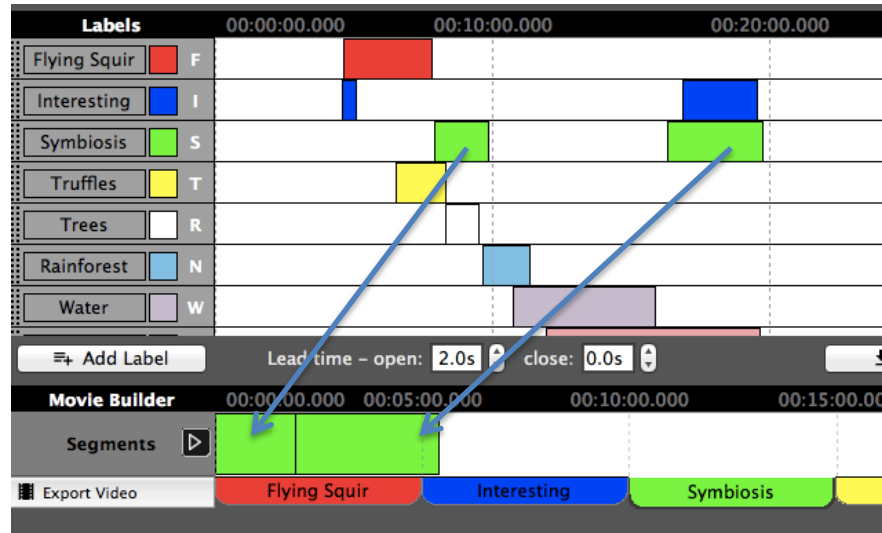 Labels 00:00:00.000 00:10:00.000 00:20:00.000
Flying Squir F
Interesting I
Symbiosis S
Truffles T
Trees R
Rainforest N
Water W
Add Label Lead time – open: 2.0s close: 0.0s
Movie Builder 00:00:00.000 00:05:00.000 00:10:00.000 00:15:00.00
Segments
Export Video Flying Squir Interesting Symbiosis